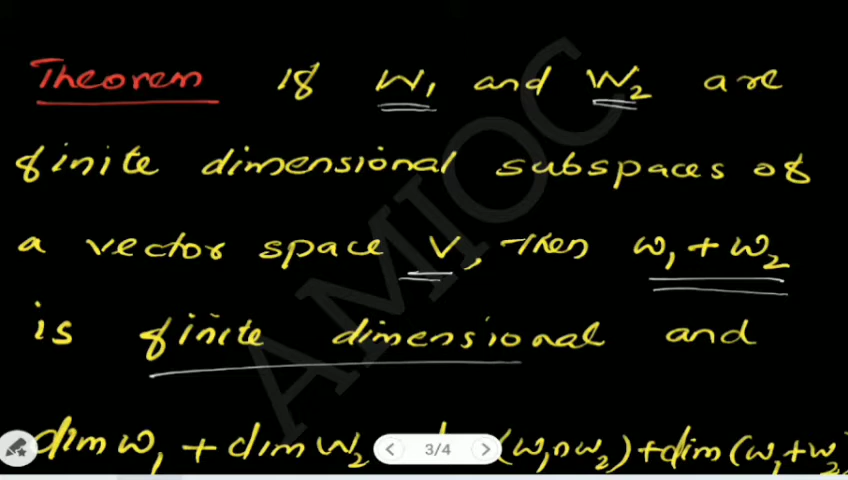 Theorem If W₁ and W₂ are
finite dimensional subspaces of
a vector space V, Then W₁ + W₂
is finite dimensional and
dim W₁ + dim W₂ (W₁∩W₂) + dim (W₁+W₂)
3/4
AMIOC